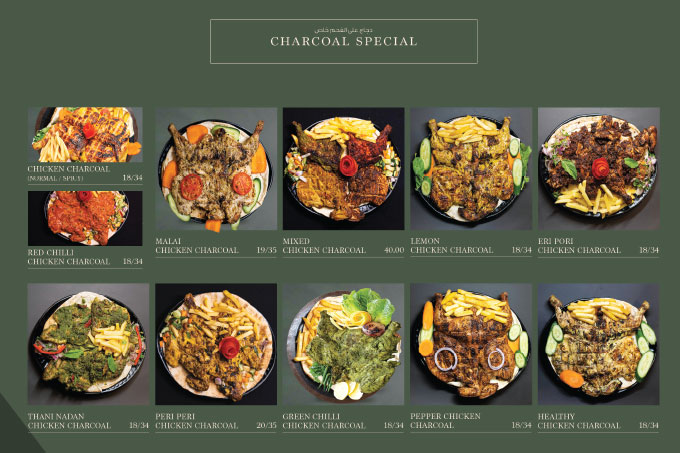 دجاج على الفحم خاص
CHARCOAL SPECIAL
CHICKEN CHARCOAL
(NORMAL / SPICY) 18/34
RED CHILLI
CHICKEN CHARCOAL 18/34
MALAI
CHICKEN CHARCOAL 19/35
MIXED
CHICKEN CHARCOAL 40.00
LEMON
CHICKEN CHARCOAL 18/34
ERI PORI
CHICKEN CHARCOAL 18/34
THANI NADAN
CHICKEN CHARCOAL 18/34
PERI PERI
CHICKEN CHARCOAL 20/35
GREEN CHILLI
CHICKEN CHARCOAL 18/34
PEPPER CHICKEN
CHARCOAL 18/34
HEALTHY
CHICKEN CHARCOAL 18/34